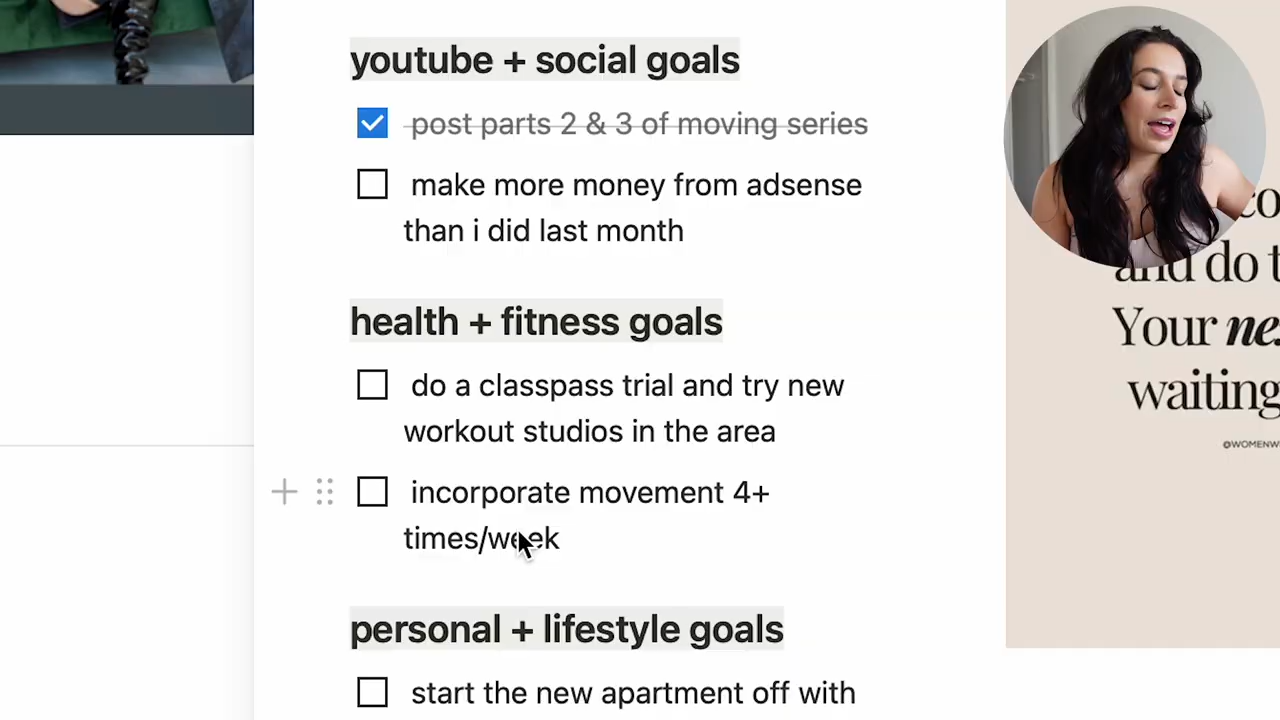 youtube + social goals
post parts 2 & 3 of moving series
make more money from adsense
than i did last month
health + fitness goals
do a classpass trial and try new
workout studios in the area
incorporate movement 4+
times/week
personal + lifestyle goals
start the new apartment off with
and do t
Your
waiting